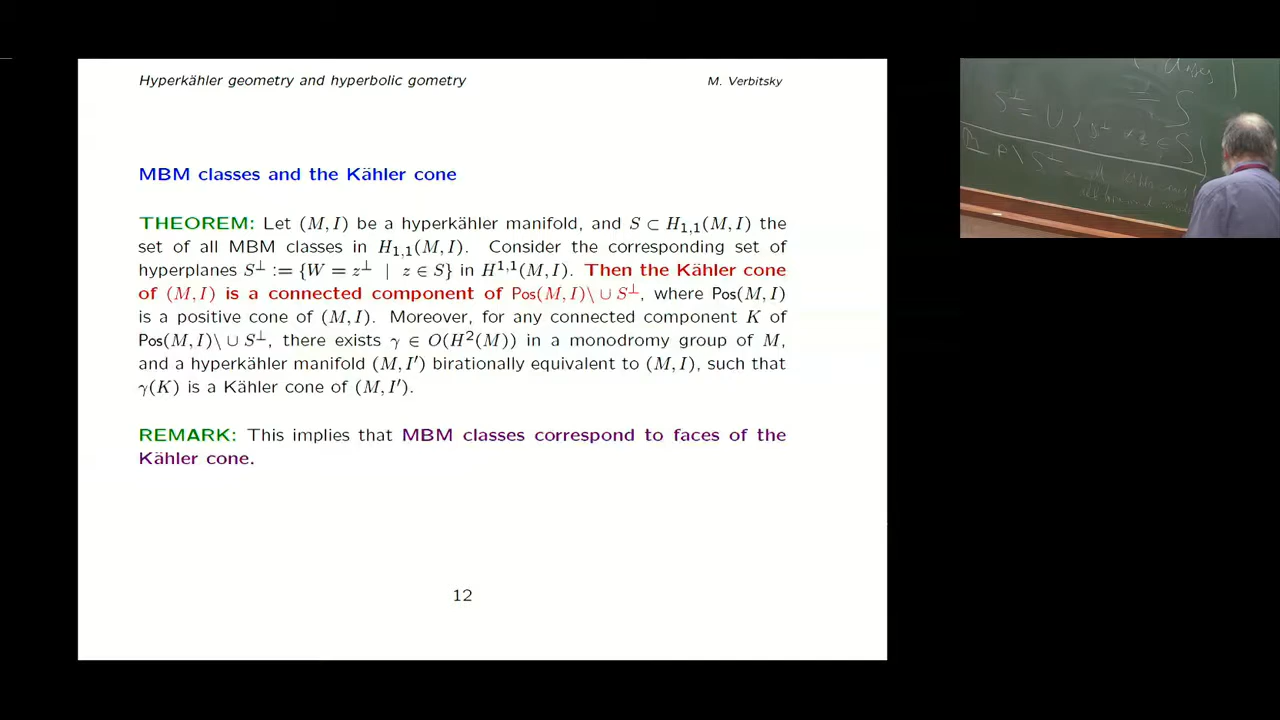 Hyperkähler geometry and hyperbolic gometry M. Verbitsky
MBM classes and the Kähler cone
THEOREM: Let (M, I) be a hyperkähler manifold, and S ⊂ H₁,₁(M, I) the
set of all MBM classes in H₁,₁(M, I). Consider the corresponding set of
hyperplanes S^⊥ := {W = z^⊥ | z ∈ S} in H^{1,1}(M, I). Then the Kähler cone
of (M, I) is a connected component of Pos(M, I)\ ∪ S^⊥, where Pos(M, I)
is a positive cone of (M, I). Moreover, for any connected component K of
Pos(M, I)\ ∪ S^⊥, there exists γ ∈ O(H²(M)) in a monodromy group of M,
and a hyperkähler manifold (M, I′) birationally equivalent to (M, I), such that
γ(K) is a Kähler cone of (M, I′).
REMARK: This implies that MBM classes correspond to faces of the
Kähler cone.
12